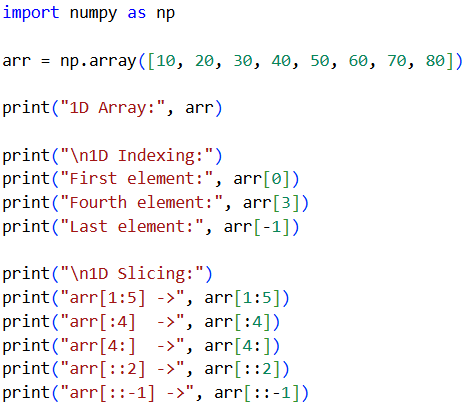 import numpy as np
arr = np.array([10, 20, 30, 40, 50, 60, 70, 80])
print("1D Array:", arr)
print("\n1D Indexing:")
print("First element:", arr[0])
print("Fourth element:", arr[3])
print("Last element:", arr[-1])
print("\n1D Slicing:")
print("arr[1:5] ->", arr[1:5])
print("arr[:4]  ->", arr[:4])
print("arr[4:]  ->", arr[4:])
print("arr[::2] ->", arr[::2])
print("arr[::-1] ->", arr[::-1])